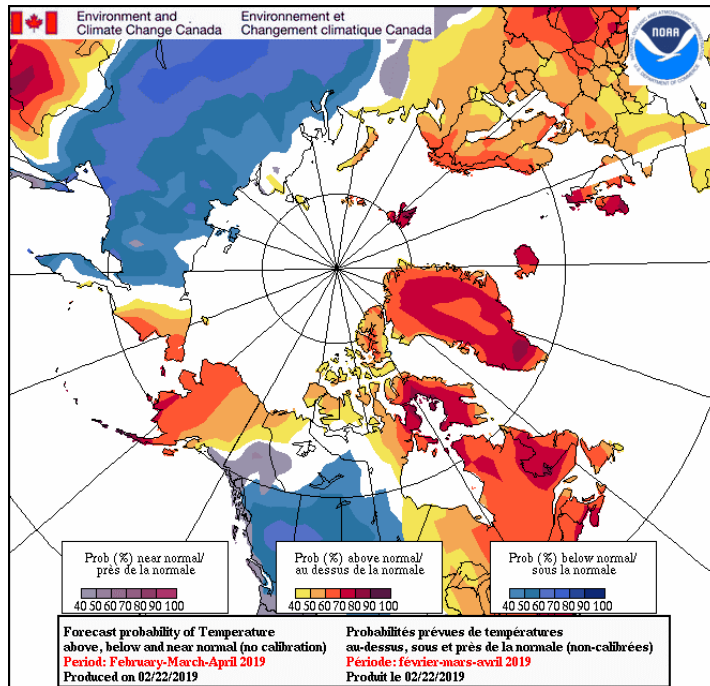 Environment and Environnement et
Climate Change Canada Changement climatique Canada
NOAA
Prob (%) near normal/
près de la normale
40 50 60 70 80 90 100
Prob (%) above normal/
au dessus de la normale
40 50 60 70 80 90 100
Prob (%) below normal/
sous la normale
40 50 60 70 80 90 100
Forecast probability of Temperature
above, below and near normal (no calibration)
Period: February-March-April 2019
Produced on 02/22/2019
Probabilités prévues de températures
au-dessus, sous et près de la normale (non-calibrées)
Période: février-mars-avril 2019
Produit le 02/22/2019